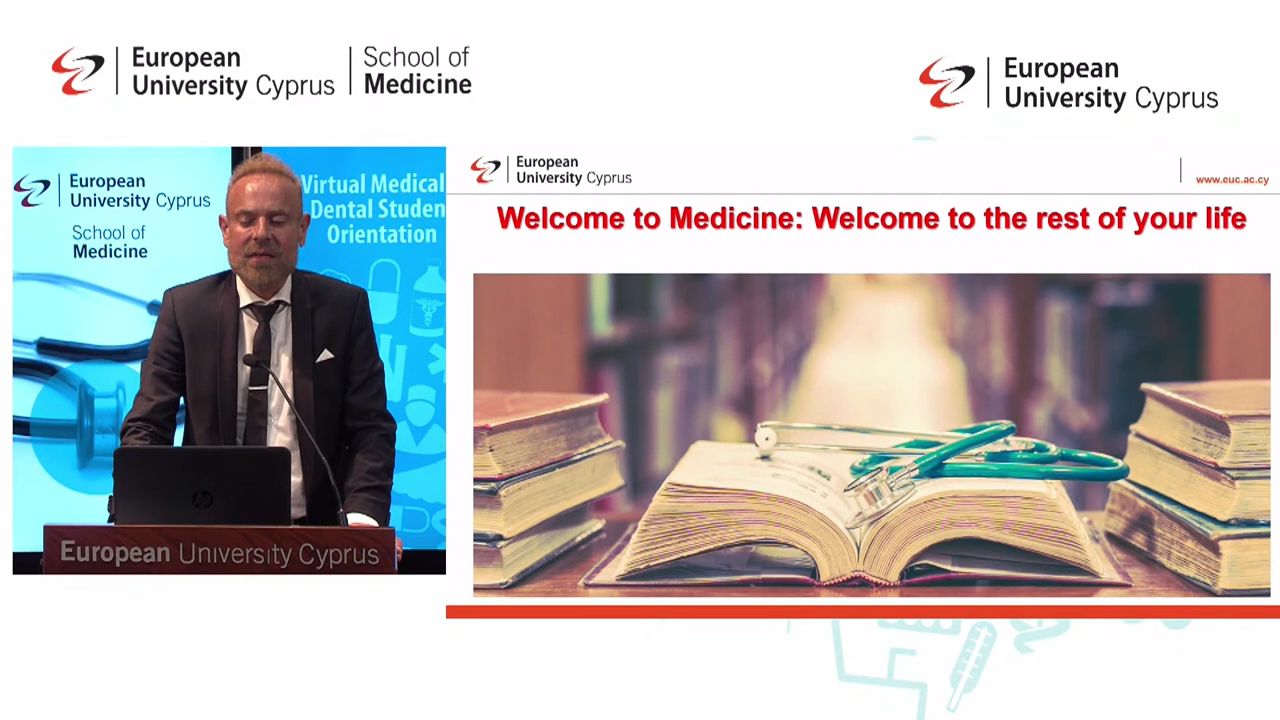 European
University Cyprus
School of
Medicine
European
University Cyprus
European
University Cyprus
School of
Medicine
Virtual Medical
Dental Studen
Orientation
European University Cyprus
European
University Cyprus
www.euc.ac.cy
Welcome to Medicine: Welcome to the rest of your life